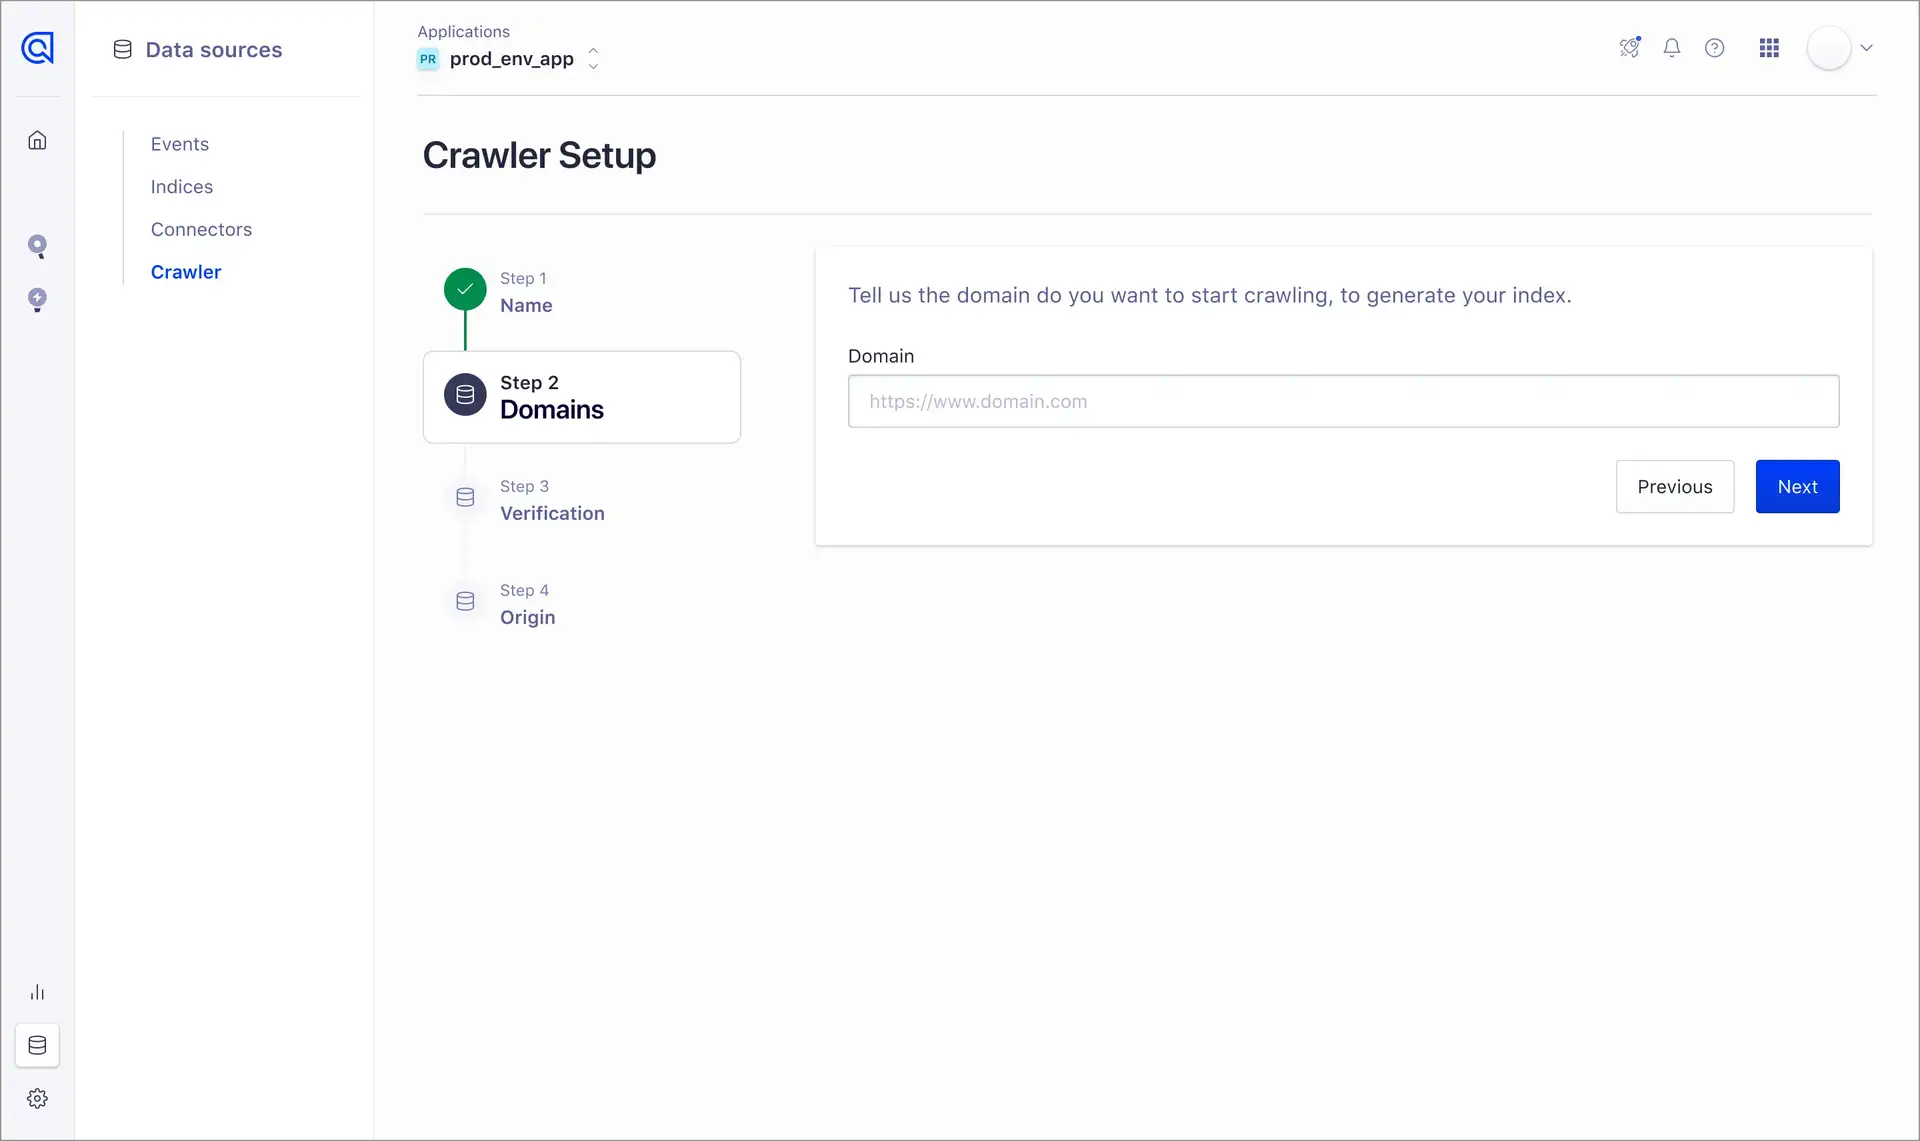 Data sources
Events
Indices
Connectors
Crawler
Applications
PR prod_env_app
Crawler Setup
Step 1
Name
Step 2
Domains
Step 3
Verification
Step 4
Origin
Tell us the domain do you want to start crawling, to generate your index.
Domain
https://www.domain.com
Previous Next